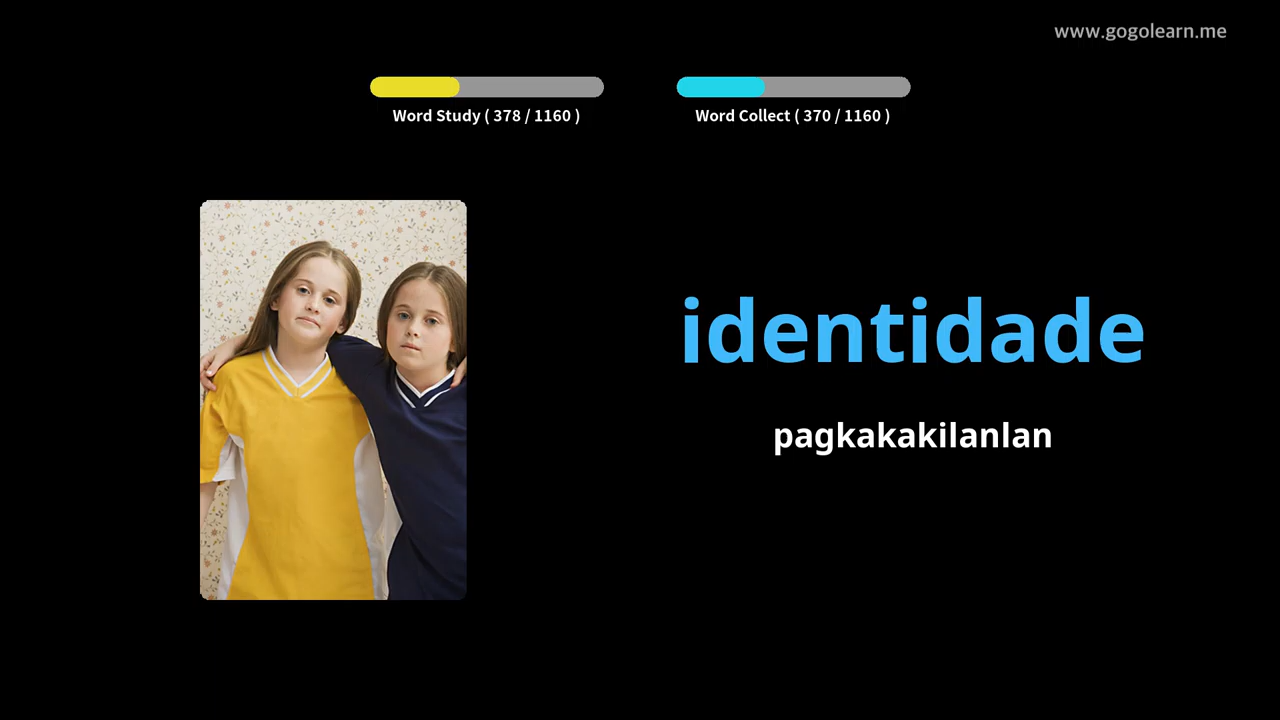 www.gogolearn.me
Word Study ( 378 / 1160 )
Word Collect ( 370 / 1160 )
identidade
pagkakakilanlan